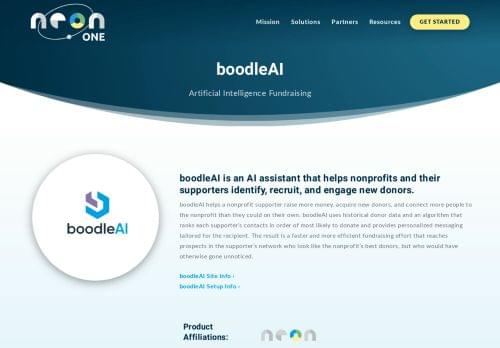 neon ONE
Mission Solutions Partners Resources GET STARTED
boodleAI
Artificial Intelligence Fundraising
boodleAI is an AI assistant that helps nonprofits and their
supporters identify, recruit, and engage new donors.
boodleAI
boodleAI helps a nonprofit supporter raise more money, acquire new donors, and connect more people to
the nonprofit than they could on their own. boodleAI uses historical donor data and an algorithm that
ranks each supporter's contacts in order of most likely to donate and provides personalized messaging
tailored for the recipient. The result is a faster and more efficient fundraising effort that reaches
prospects in the supporter's network who look like the nonprofit's best donors, but who would have
otherwise gone unnoticed.
boodleAI Site Info ›
boodleAI Setup Info ›
Product
Affiliations:
neon